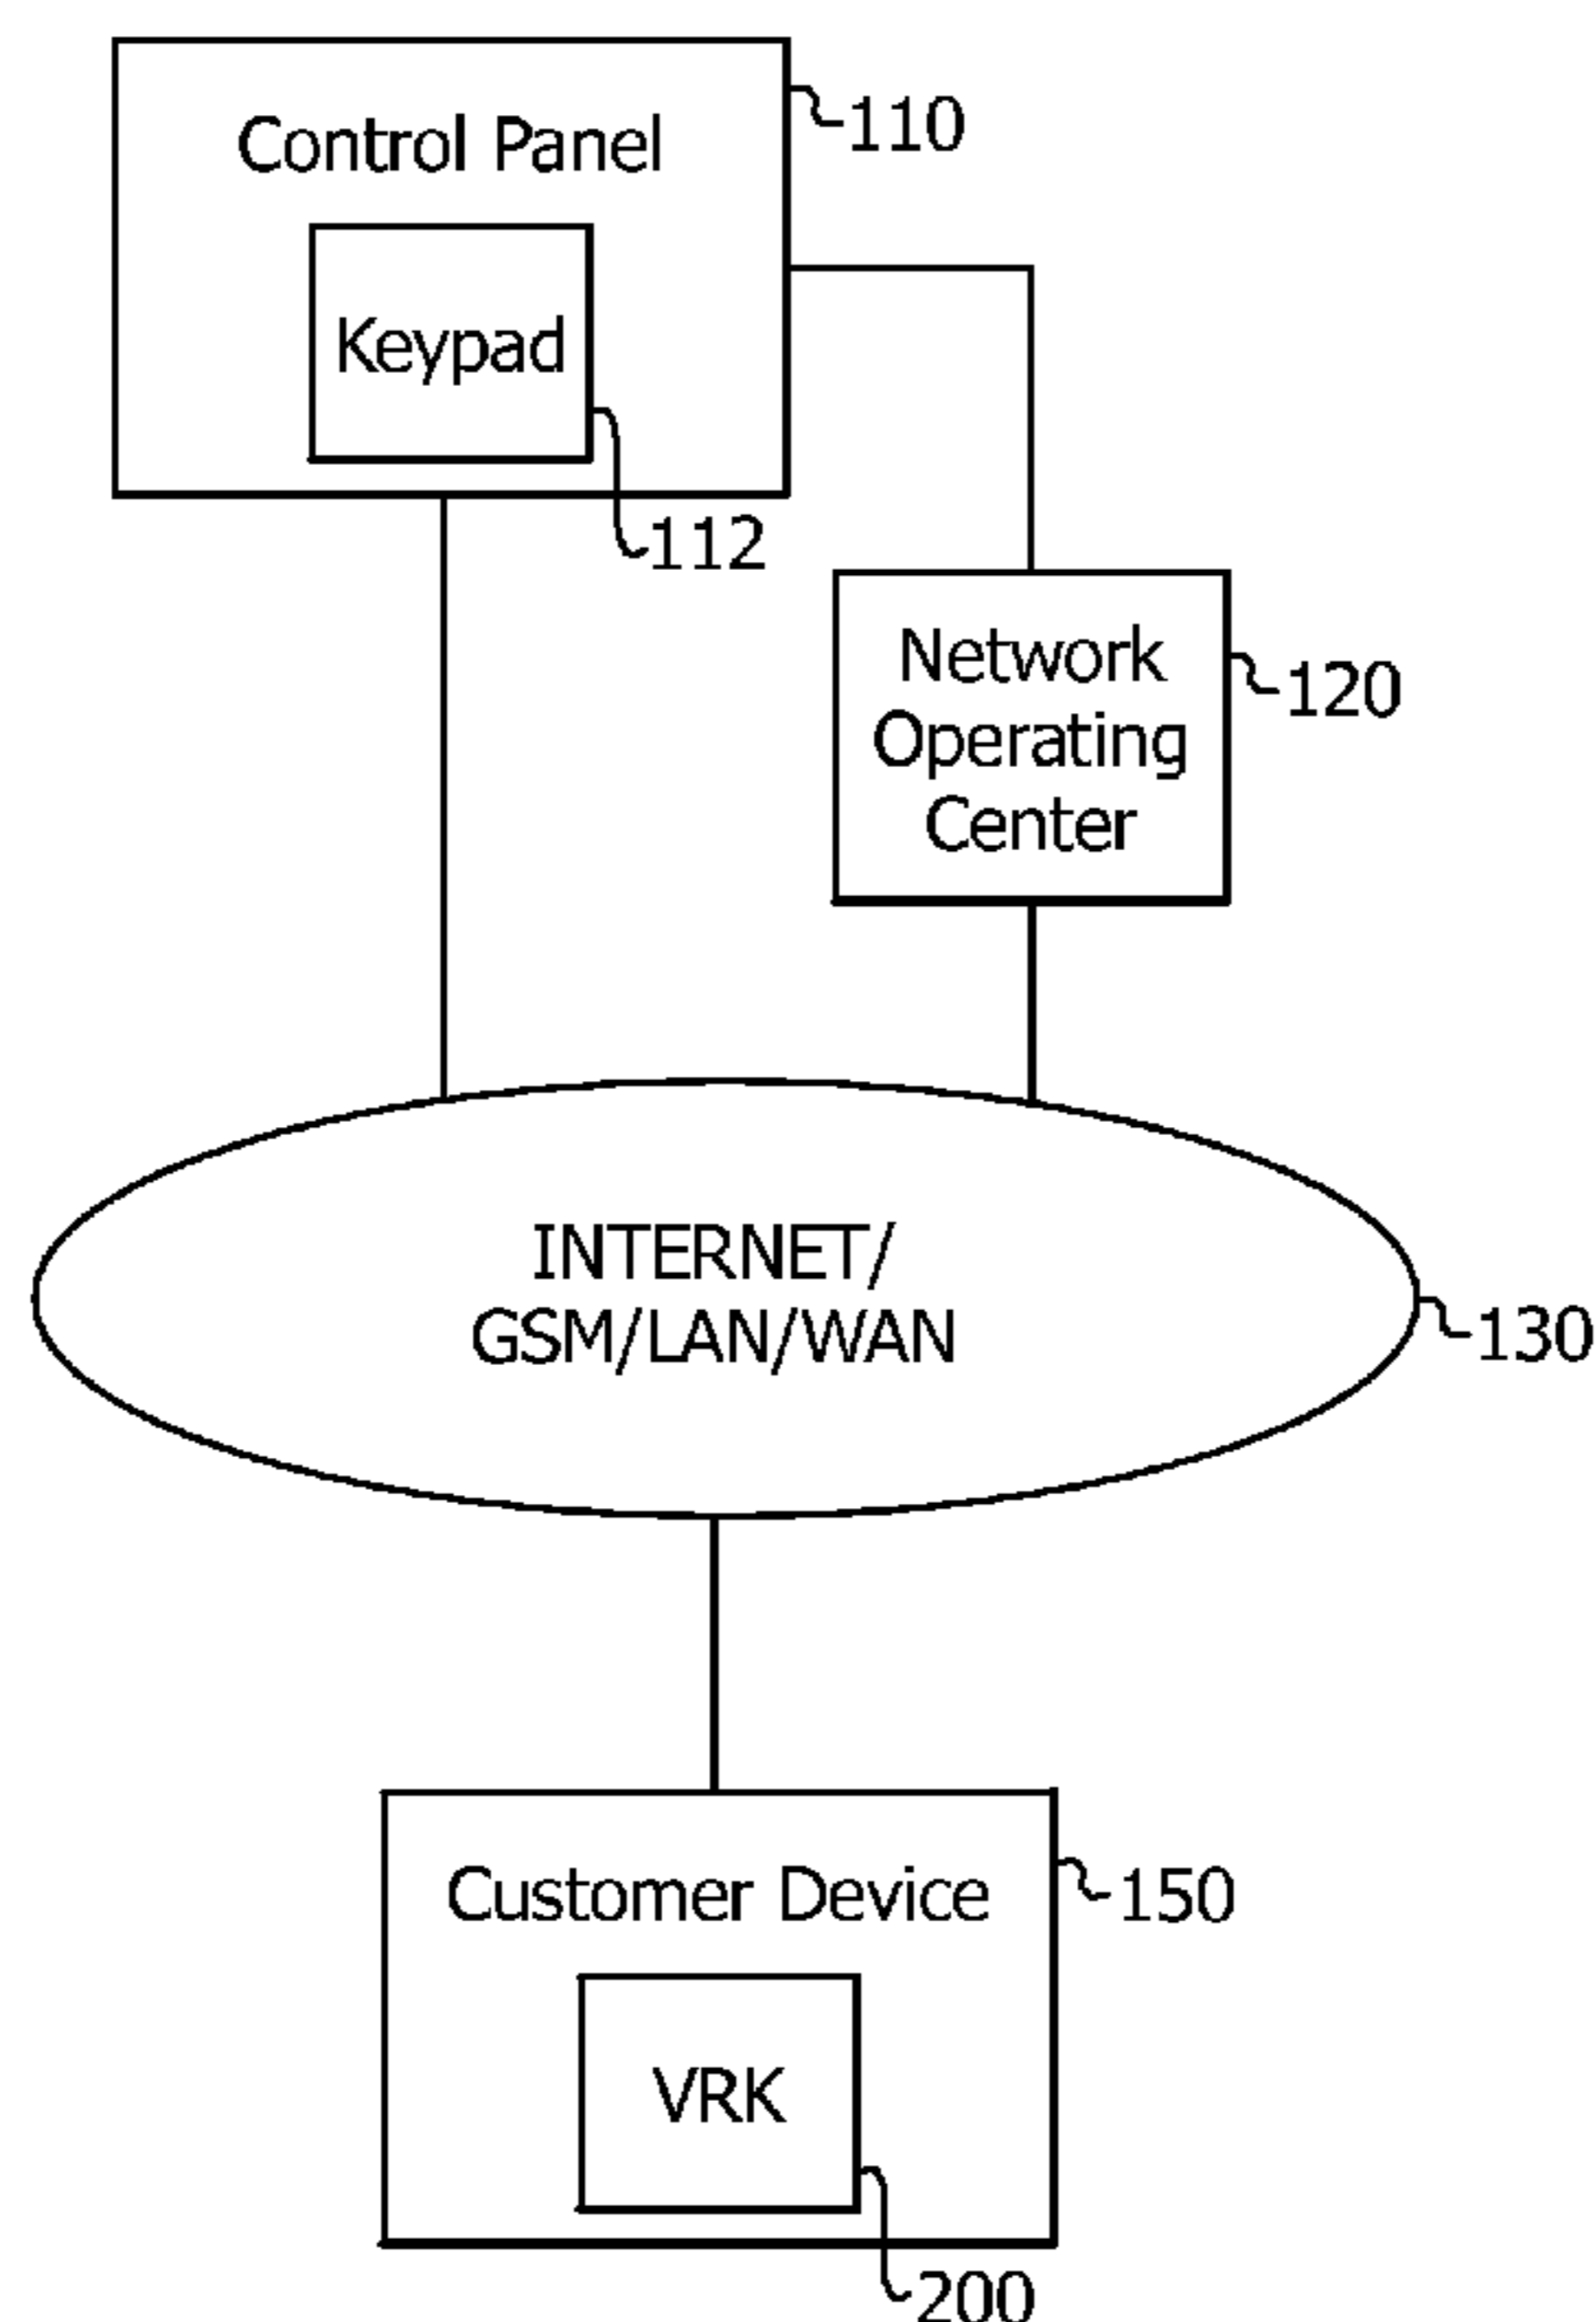 Control Panel
110
Keypad
112
Network
Operating
Center
120
INTERNET/
GSM/LAN/WAN
130
Customer Device
150
VRK
200